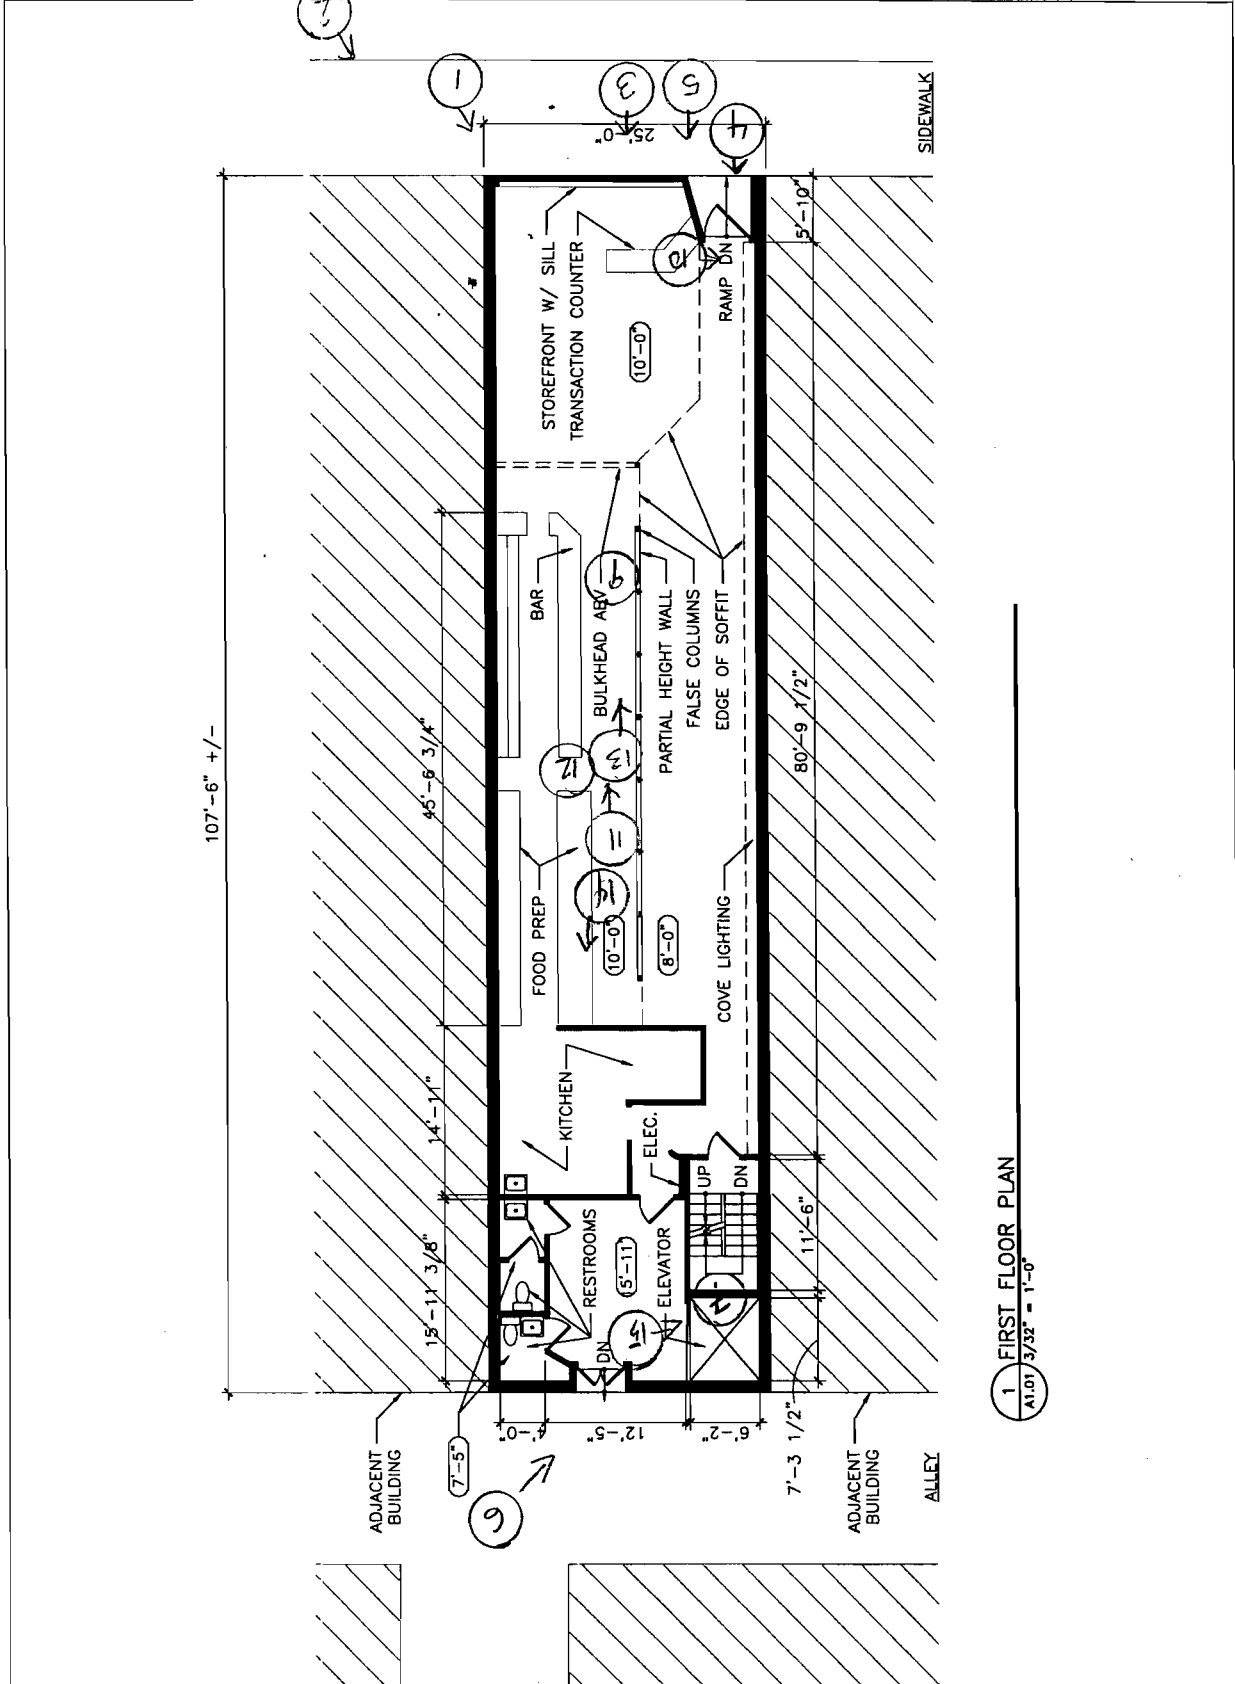 107'-6" +/-
45'-6 3/4"
14'-11"
15'-11 3/8"
ADJACENT
BUILDING
7'-5"
4'-0"
12'-5"
6'-2"
25'-0"
SIDEWALK
STOREFRONT W/ SILL
TRANSACTION COUNTER
10'-0"
RAMP DN
5'-10"
BAR
BULKHEAD ABV
PARTIAL HEIGHT WALL
FALSE COLUMNS
EDGE OF SOFFIT
80'-9 1/2"
FOOD PREP
10'-0"
8'-0"
COVE LIGHTING
KITCHEN
ELEC.
UP
DN
11'-6"
RESTROOMS
5'-11"
ELEVATOR
DN
7'-3 1/2"
ADJACENT
BUILDING
ALLEY
1
3
5
4
10
9
13
12
11
14
15
6
1
A1.01
FIRST FLOOR PLAN
3/32" = 1'-0"